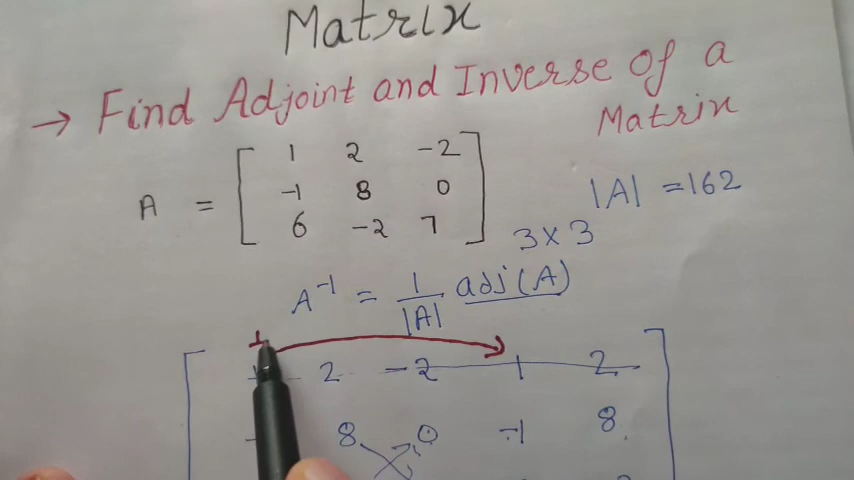 Matrix
→ Find Adjoint and Inverse of a
Matrix
A = [ 1 2 -2
-1 8 0
6 -2 7 ] 3×3
|A| = 162
A⁻¹ = 1/|A| adj(A)
2 -2 1 2
8 0 -1 8